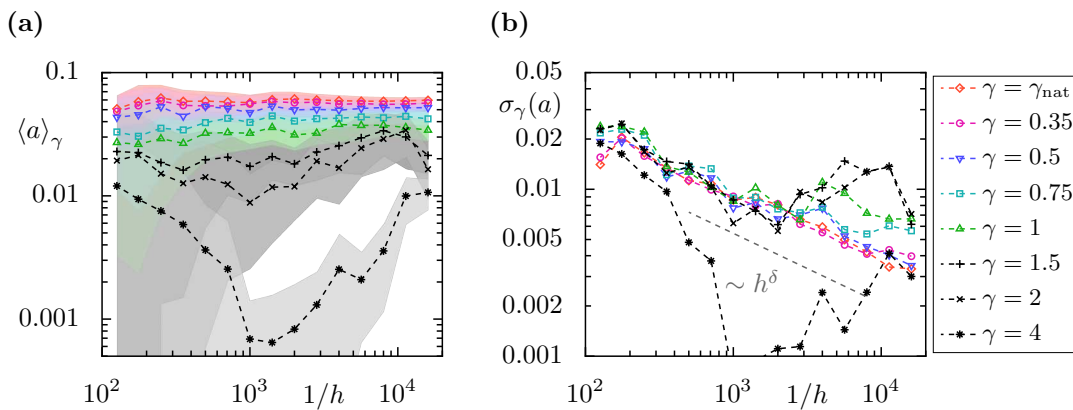 (a)
0.1
⟨a⟩γ
0.01
0.001
10² 10³ 1/h 10⁴
(b)
0.05
σγ(a)
0.02
0.01
0.005
0.002
0.001
~ h^δ
10² 10³ 1/h 10⁴
γ = γnat
γ = 0.35
γ = 0.5
γ = 0.75
γ = 1
γ = 1.5
γ = 2
γ = 4